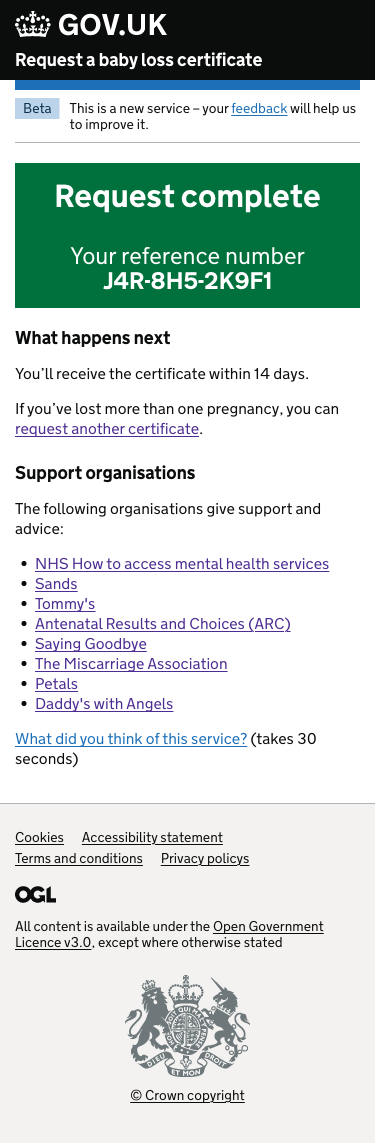 GOV.UK
Request a baby loss certificate
Beta
This is a new service – your feedback will help us
to improve it.
Request complete
Your reference number
J4R-8H5-2K9F1
What happens next
You’ll receive the certificate within 14 days.
If you’ve lost more than one pregnancy, you can
request another certificate.
Support organisations
The following organisations give support and
advice:
• NHS How to access mental health services
• Sands
• Tommy's
• Antenatal Results and Choices (ARC)
• Saying Goodbye
• The Miscarriage Association
• Petals
• Daddy's with Angels
What did you think of this service? (takes 30
seconds)
Cookies Accessibility statement
Terms and conditions Privacy policys
OGL
All content is available under the Open Government
Licence v3.0, except where otherwise stated
DIEU ET MON DROIT
© Crown copyright